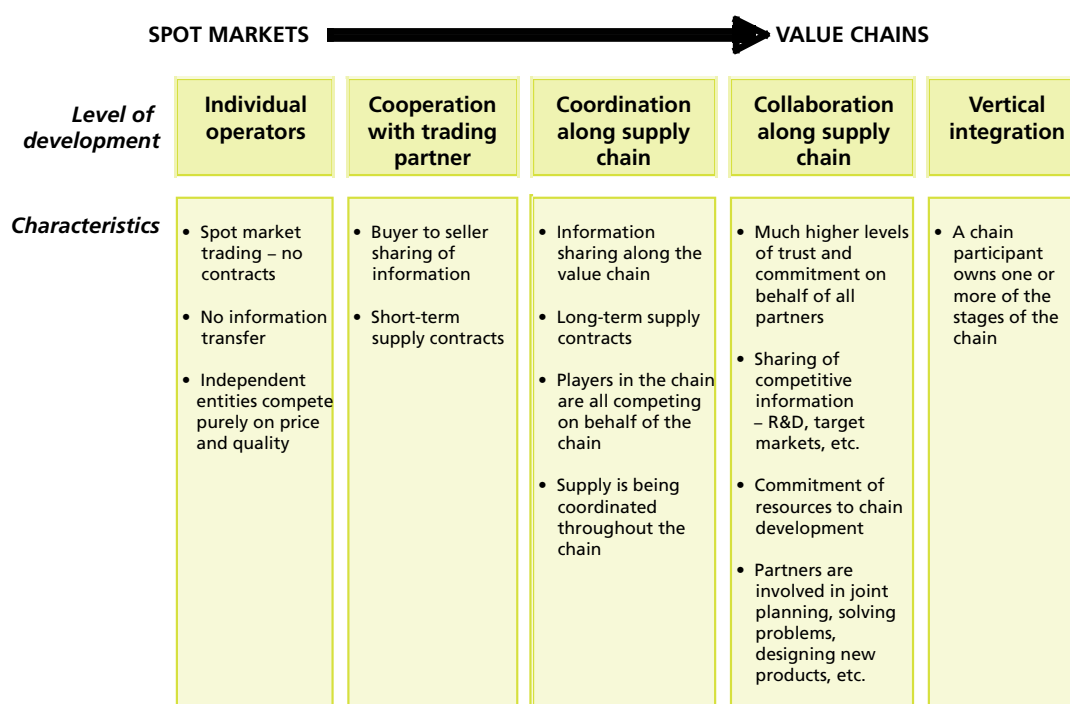 SPOT MARKETS
VALUE CHAINS
Level of
development
Individual
operators
Cooperation
with trading
partner
Coordination
along supply
chain
Collaboration
along supply
chain
Vertical
integration
Characteristics
• Spot market
trading – no
contracts
• No information
transfer
• Independent
entities compete
purely on price
and quality
• Buyer to seller
sharing of
information
• Short-term
supply contracts
• Information
sharing along the
value chain
• Long-term supply
contracts
• Players in the chain
are all competing
on behalf of the
chain
• Supply is being
coordinated
throughout the
chain
• Much higher levels
of trust and
commitment on
behalf of all
partners
• Sharing of
competitive
information
– R&D, target
markets, etc.
• Commitment of
resources to chain
development
• Partners are
involved in joint
planning, solving
problems,
designing new
products, etc.
• A chain
participant
owns one or
more of the
stages of the
chain